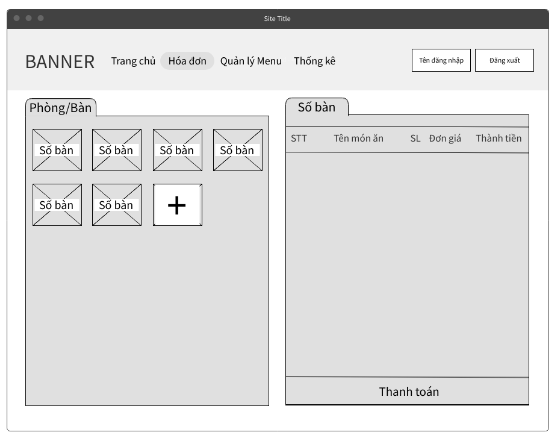 Site Title
BANNER
Trang chủ Hóa đơn Quản lý Menu Thống kê
Tên đăng nhập Đăng xuất
Phòng/Bàn
Số bàn Số bàn Số bàn Số bàn
Số bàn Số bàn +
Số bàn
STT Tên món ăn SL Đơn giá Thành tiền
Thanh toán